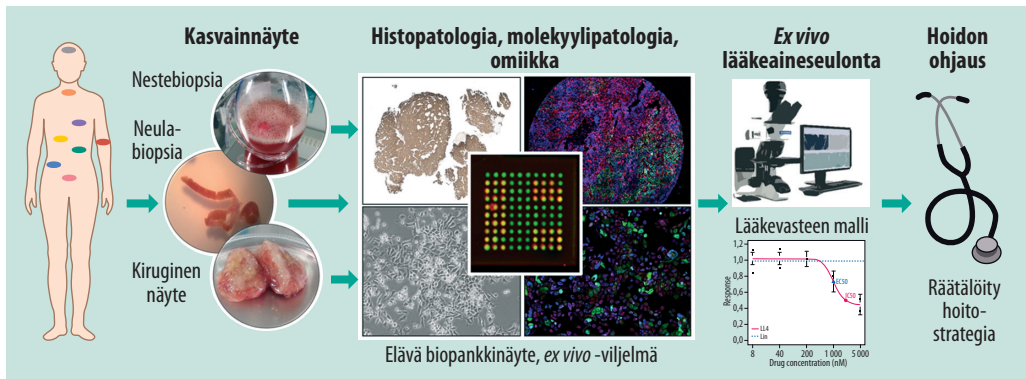 Kasvainnäyte
Nestebiopsia
Neula-
biopsia
Kiruginen
näyte
Histopatologia, molekyylipatologia,
omiikka
Elävä biopankkinäyte, ex vivo -viljelmä
Ex vivo
lääkeaineseulonta
Lääkevasteen malli
1,2
1,0
0,8
0,6
0,4
0,2
0,0
Response
EC50
IC50
LL4
Lin
8 40 200 1 000 5 000
Drug concentration (nM)
Hoidon
ohjaus
Räätälöity
hoito-
strategia